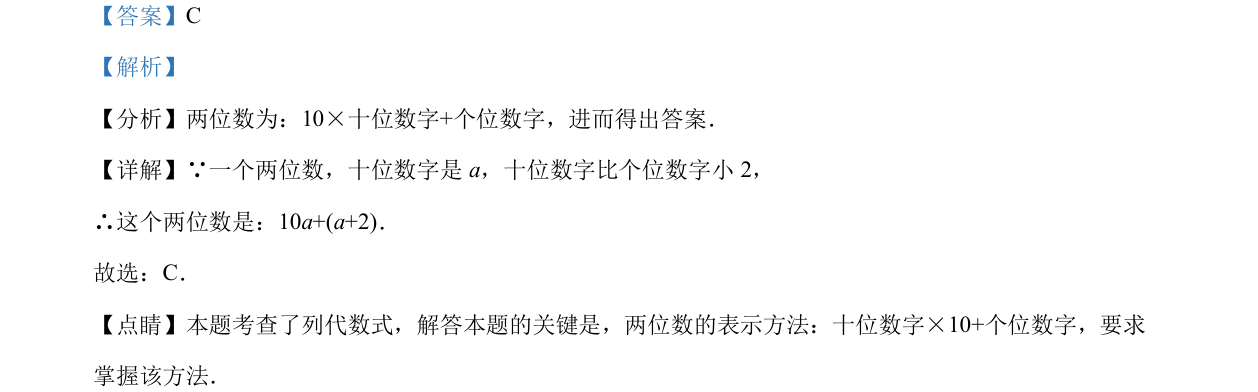 【答案】C
【解析】
【分析】两位数为：10×十位数字+个位数字，进而得出答案．
【详解】∵一个两位数，十位数字是 a，十位数字比个位数字小 2，
∴这个两位数是：10a+(a+2)．
故选：C．
【点睛】本题考查了列代数式，解答本题的关键是，两位数的表示方法：十位数字×10+个位数字，要求
掌握该方法．